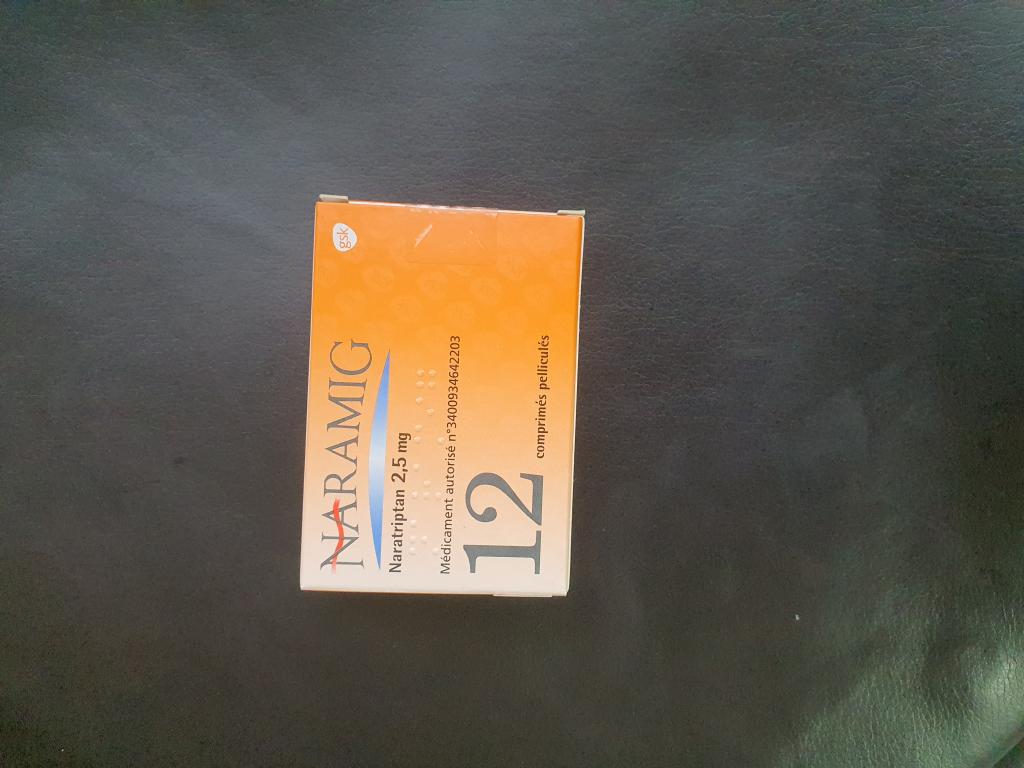 gsk
NARAMIG
Naratriptan 2,5 mg
Médicament autorisé n°3400934642203
12 comprimés pelliculés